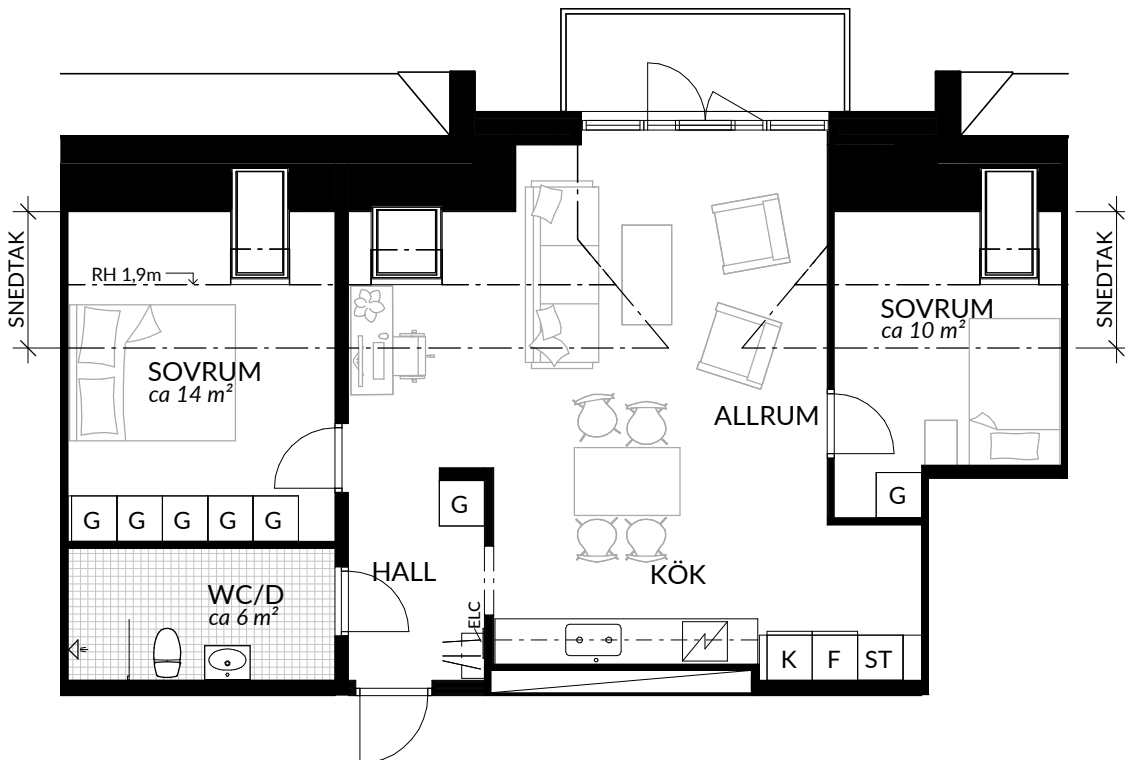 SNEDTAK
RH 1,9m
SOVRUM
ca 14 m²
SOVRUM
ca 10 m²
SNEDTAK
ALLRUM
G
G
G
G
G
G
G
HALL
KÖK
WC/D
ca 6 m²
ELC
K
F
ST